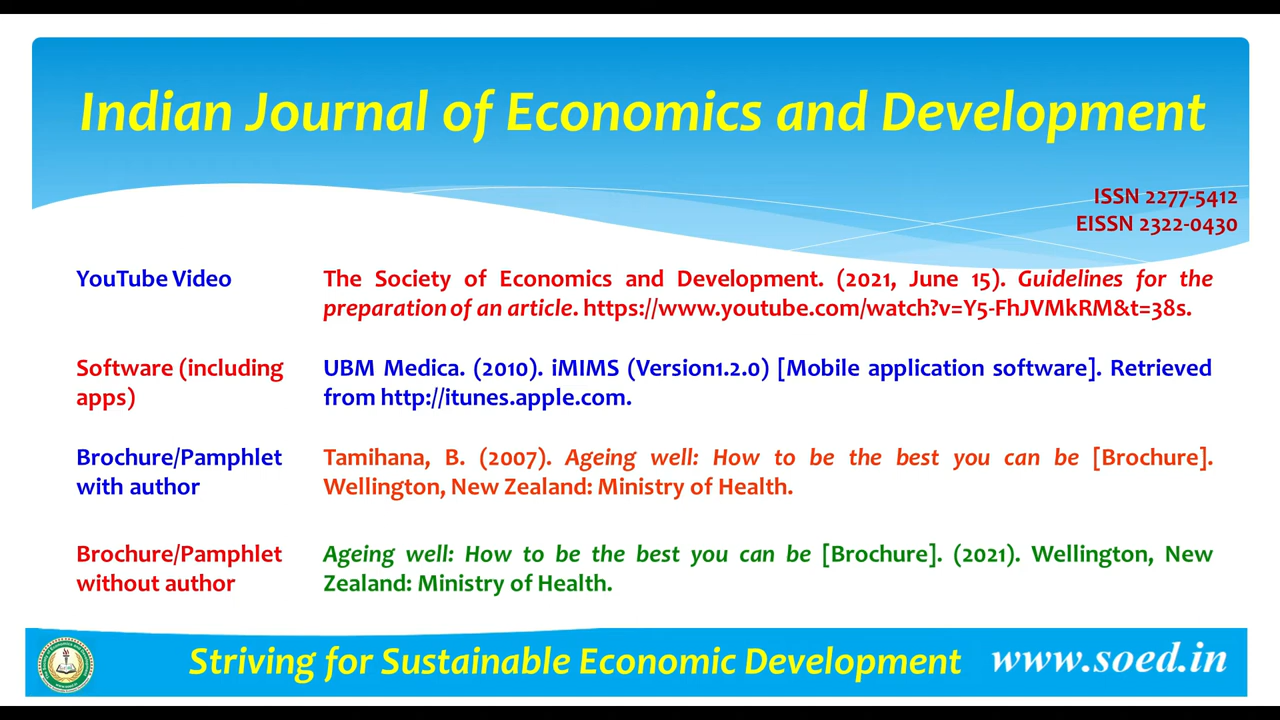 Indian Journal of Economics and Development
ISSN 2277-5412
EISSN 2322-0430
YouTube Video
The Society of Economics and Development. (2021, June 15). Guidelines for the
preparation of an article. https://www.youtube.com/watch?v=Y5-FhJVMkRM&t=38s.
Software (including
apps)
UBM Medica. (2010). iMIMS (Version1.2.0) [Mobile application software]. Retrieved
from http://itunes.apple.com.
Brochure/Pamphlet
with author
Tamihana, B. (2007). Ageing well: How to be the best you can be [Brochure].
Wellington, New Zealand: Ministry of Health.
Brochure/Pamphlet
without author
Ageing well: How to be the best you can be [Brochure]. (2021). Wellington, New
Zealand: Ministry of Health.
Striving for Sustainable Economic Development
www.soed.in